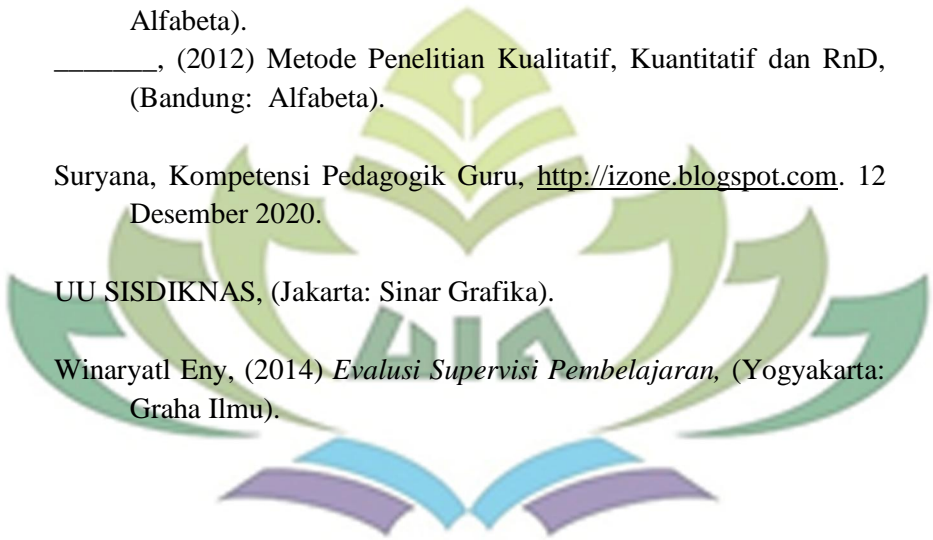 Alfabeta).
_______, (2012) Metode Penelitian Kualitatif, Kuantitatif dan RnD,
(Bandung: Alfabeta).
Suryana, Kompetensi Pedagogik Guru, http://izone.blogspot.com. 12
Desember 2020.
UU SISDIKNAS, (Jakarta: Sinar Grafika).
Winaryatl Eny, (2014) Evalusi Supervisi Pembelajaran, (Yogyakarta:
Graha Ilmu).